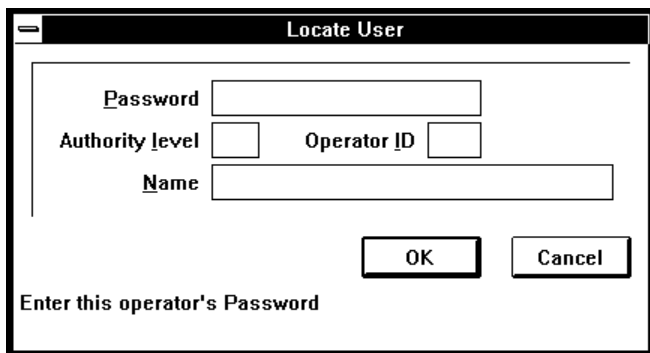 Locate User
Password
Authority level Operator ID
Name
OK Cancel
Enter this operator's Password